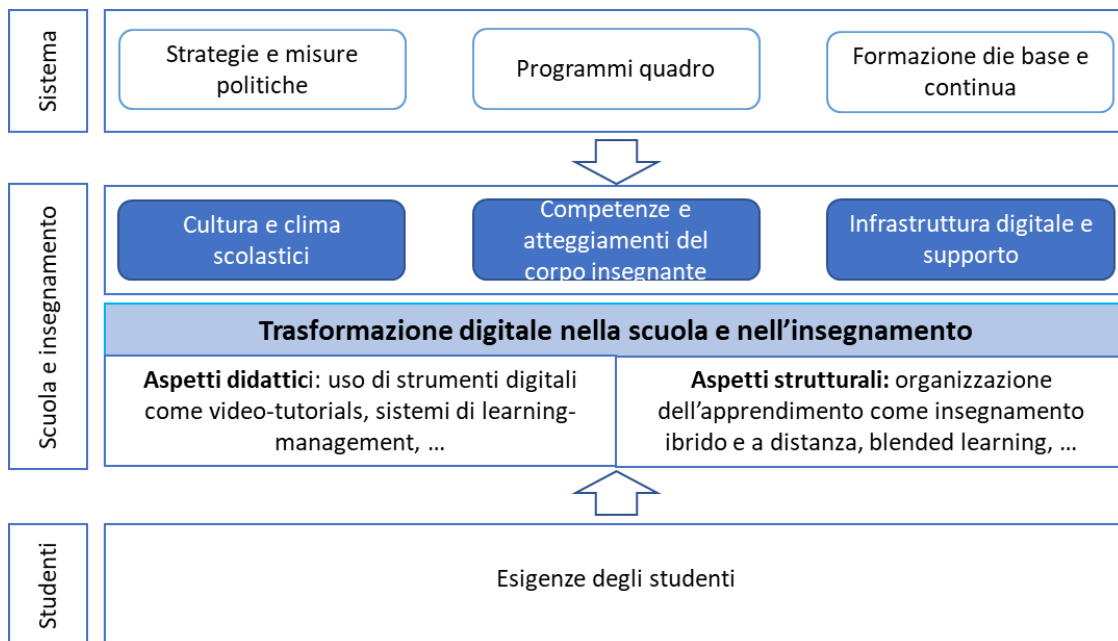 Sistema
Strategie e misure
politiche
Programmi quadro
Formazione die base e
continua
Scuola e insegnamento
Cultura e clima
scolastici
Competenze e
atteggiamenti del
corpo insegnante
Infrastruttura digitale e
supporto
Trasformazione digitale nella scuola e nell’insegnamento
Aspetti didattici: uso di strumenti digitali
come video-tutorials, sistemi di learning-
management, …
Aspetti strutturali: organizzazione
dell’apprendimento come insegnamento
ibrido e a distanza, blended learning, …
Studenti
Esigenze degli studenti